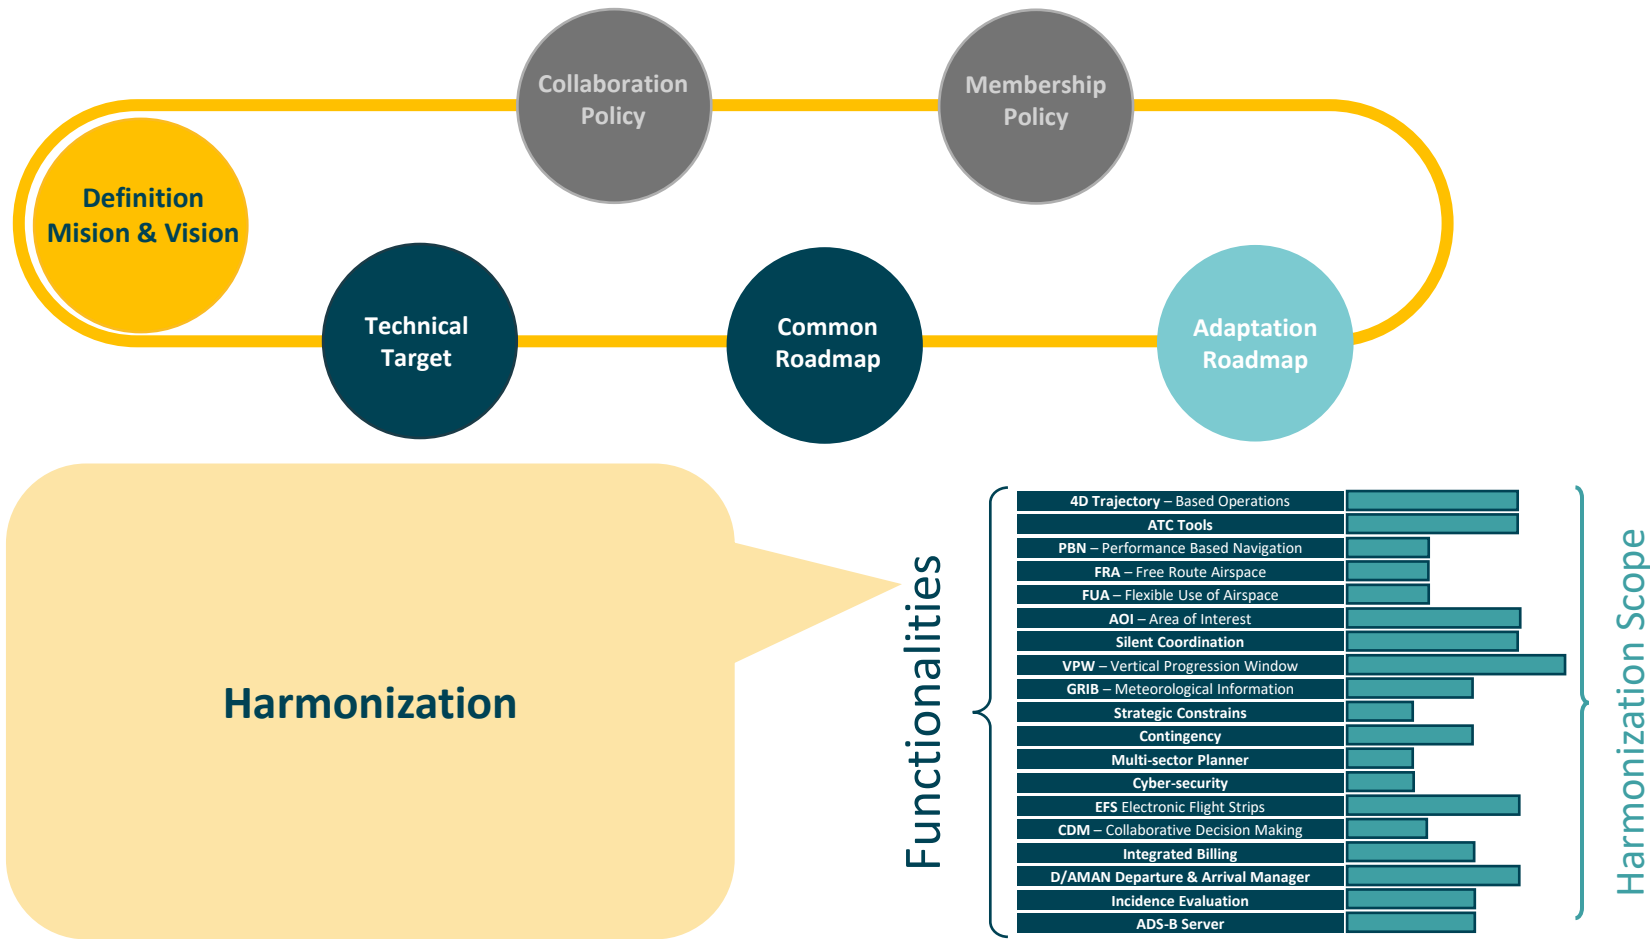 Collaboration
Policy
Membership
Policy
Definition
Mision & Vision
Technical
Target
Common
Roadmap
Adaptation
Roadmap
Harmonization
Functionalities
4D Trajectory – Based Operations
ATC Tools
PBN – Performance Based Navigation
FRA – Free Route Airspace
FUA – Flexible Use of Airspace
AOI – Area of Interest
Silent Coordination
VPW – Vertical Progression Window
GRIB – Meteorological Information
Strategic Constrains
Contingency
Multi-sector Planner
Cyber-security
EFS Electronic Flight Strips
CDM – Collaborative Decision Making
Integrated Billing
D/AMAN Departure & Arrival Manager
Incidence Evaluation
ADS-B Server
Harmonization Scope